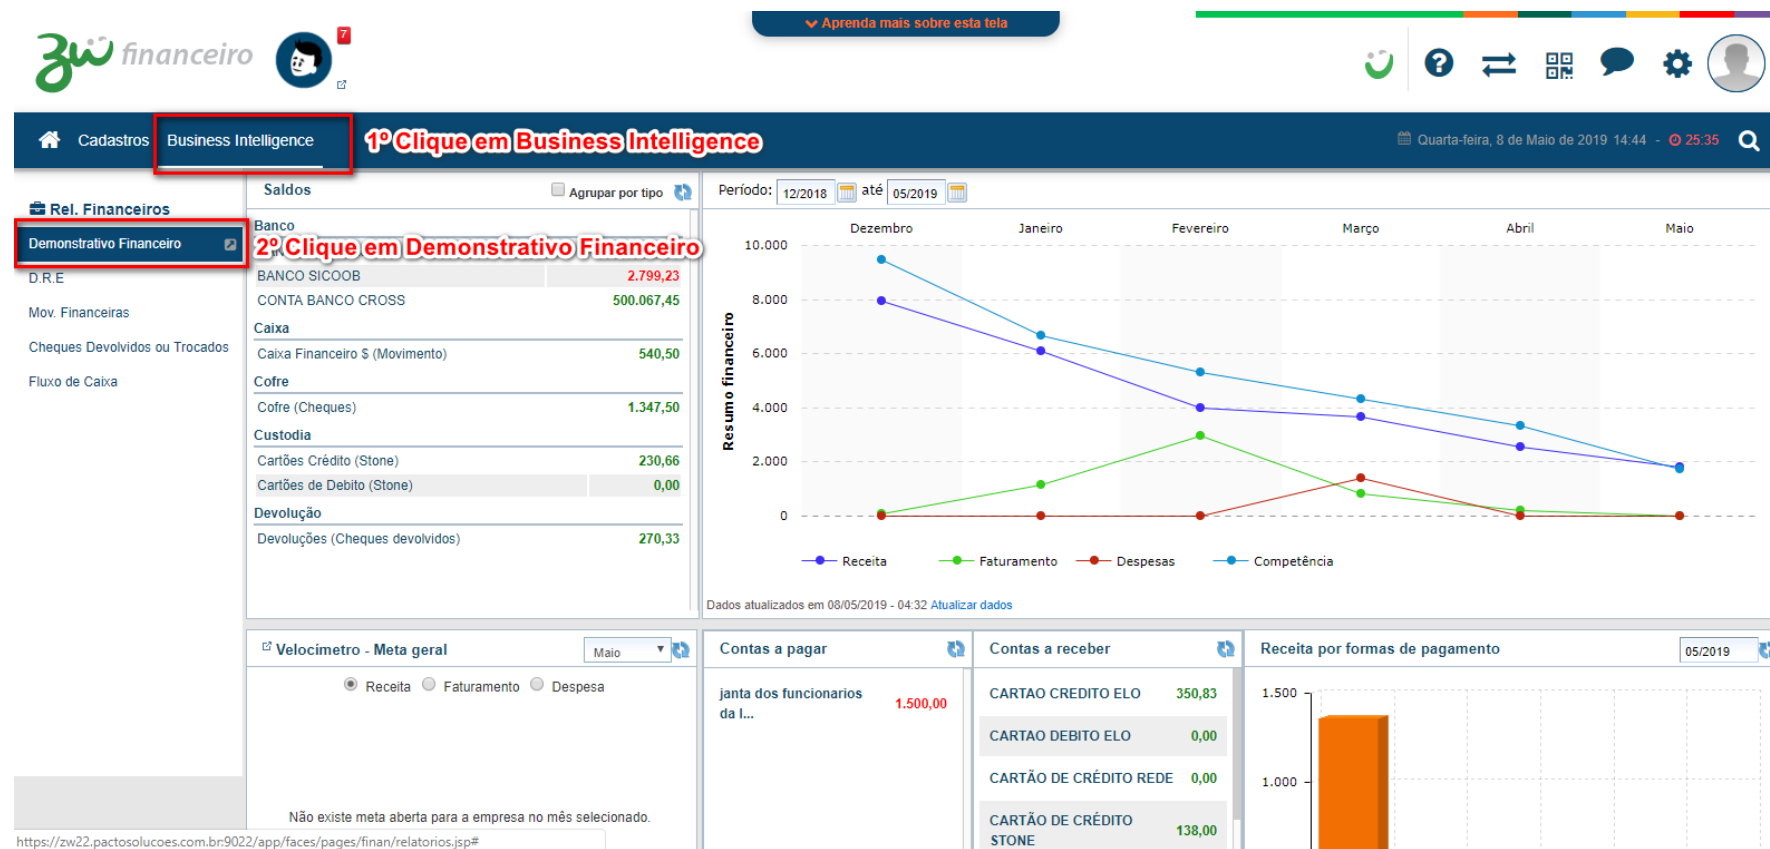 Aprenda mais sobre esta tela
zw financeiro
7
Cadastros
Business Intelligence
1º Clique em Business Intelligence
Quarta-feira, 8 de Maio de 2019 14:44 - 25:35
Rel. Financeiros
Demonstrativo Financeiro
D.R.E
Mov. Financeiras
Cheques Devolvidos ou Trocados
Fluxo de Caixa
2º Clique em Demonstrativo Financeiro
Saldos
Agrupar por tipo
Banco
BANCO SICOOB 2.799,23
CONTA BANCO CROSS 500.067,45
Caixa
Caixa Financeiro $ (Movimento) 540,50
Cofre
Cofre (Cheques) 1.347,50
Custodia
Cartões Crédito (Stone) 230,66
Cartões de Debito (Stone) 0,00
Devolução
Devoluções (Cheques devolvidos) 270,33
Período: 12/2018 até 05/2019
Dezembro Janeiro Fevereiro Março Abril Maio
Resumo financeiro
10.000
8.000
6.000
4.000
2.000
0
Receita Faturamento Despesas Competência
Dados atualizados em 08/05/2019 - 04:32 Atualizar dados
Velocímetro - Meta geral
Maio
Receita Faturamento Despesa
Não existe meta aberta para a empresa no mês selecionado.
Contas a pagar
janta dos funcionarios
da l...
1.500,00
Contas a receber
CARTAO CREDITO ELO 350,83
CARTAO DEBITO ELO 0,00
CARTÃO DE CRÉDITO REDE 0,00
CARTÃO DE CRÉDITO
STONE
138,00
Receita por formas de pagamento
05/2019
1.500
1.000
https://zw22.pactosolucoes.com.br:9022/app/faces/pages/finan/relatorios.jsp#